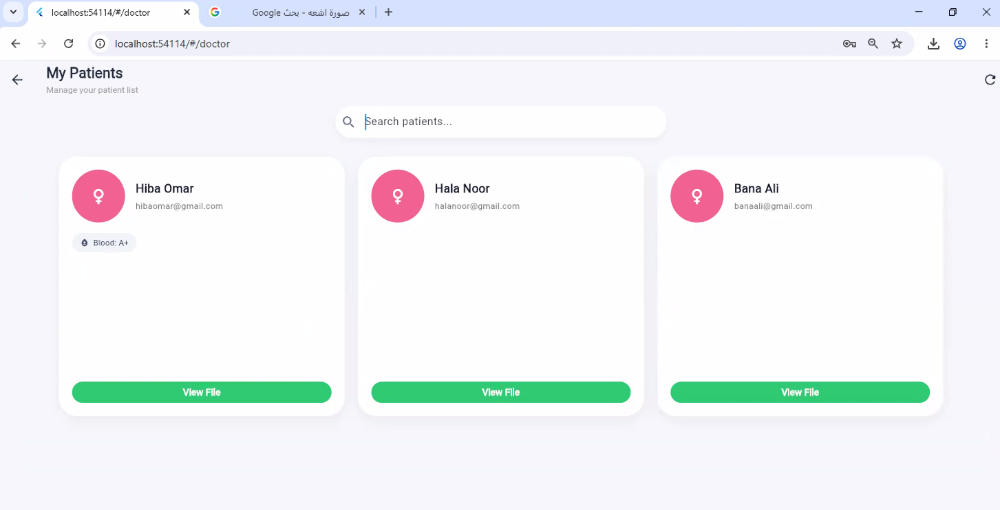 localhost:54114/#/doctor
صورة اشعه - بحث Google
localhost:54114/#/doctor
My Patients
Manage your patient list
Search patients...
Hiba Omar
hibaomar@gmail.com
Blood: A+
View File
Hala Noor
halanoor@gmail.com
View File
Bana Ali
banaali@gmail.com
View File